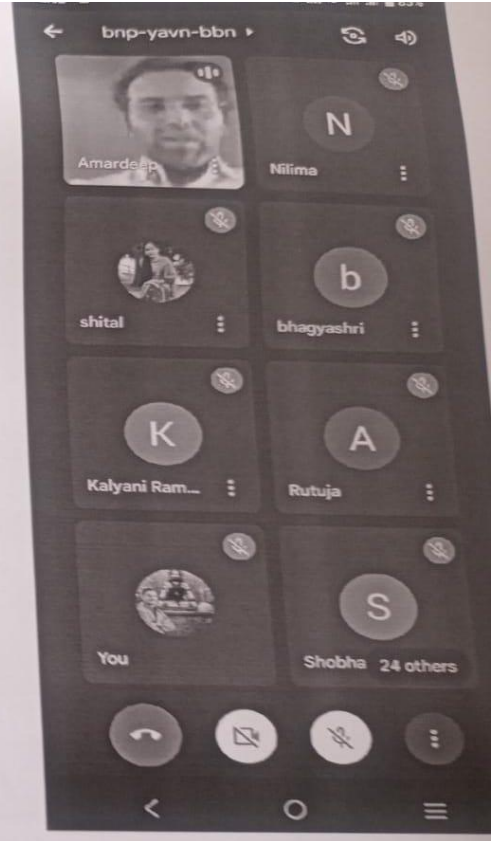 bnp-yavn-bbn
Amardeep
N
Nilima
shital
b
bhagyashri
K
Kalyani Ram...
A
Rutuja
You
S
Shobha 24 others